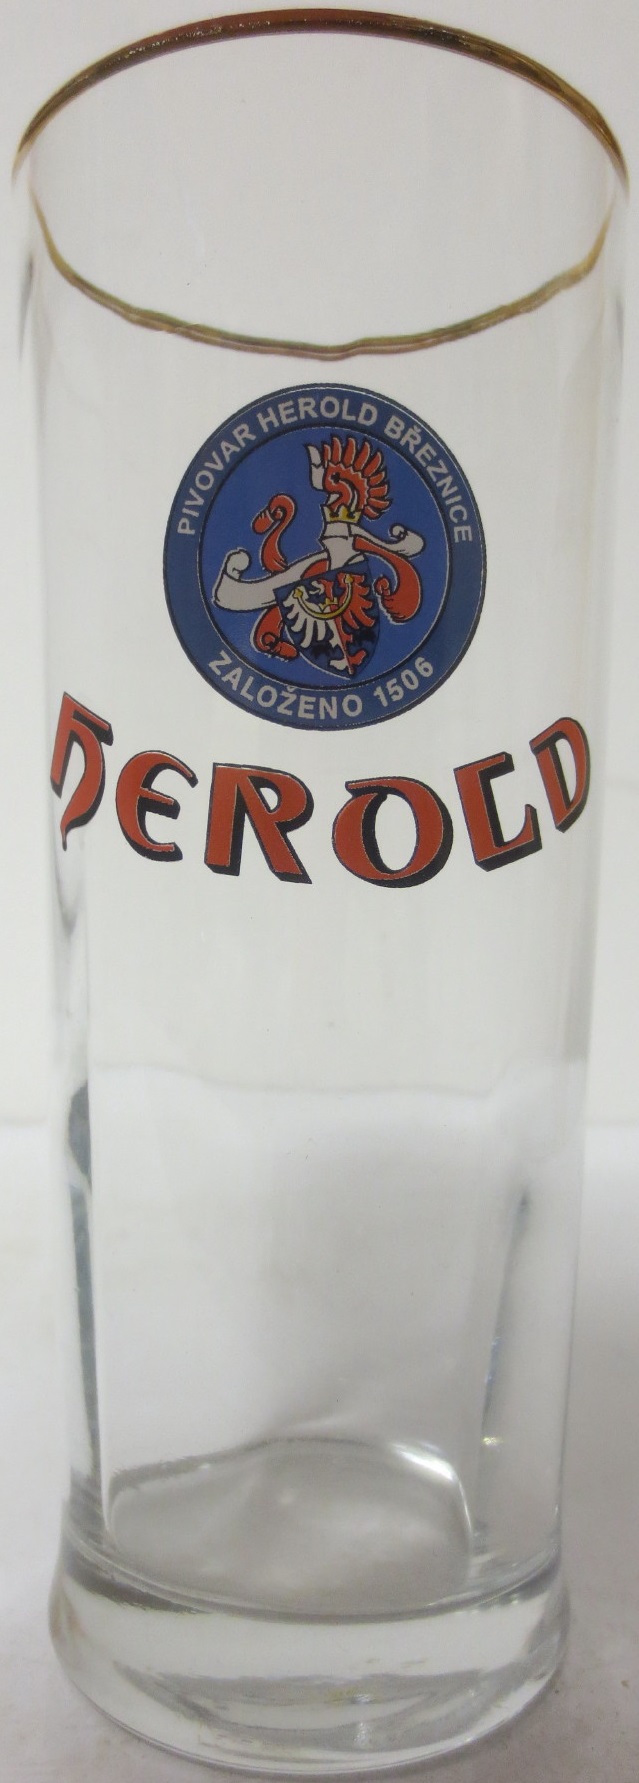 PIVOVAR HEROLD BŘEZNICE
ZALOŽENO 1506
HEROLD